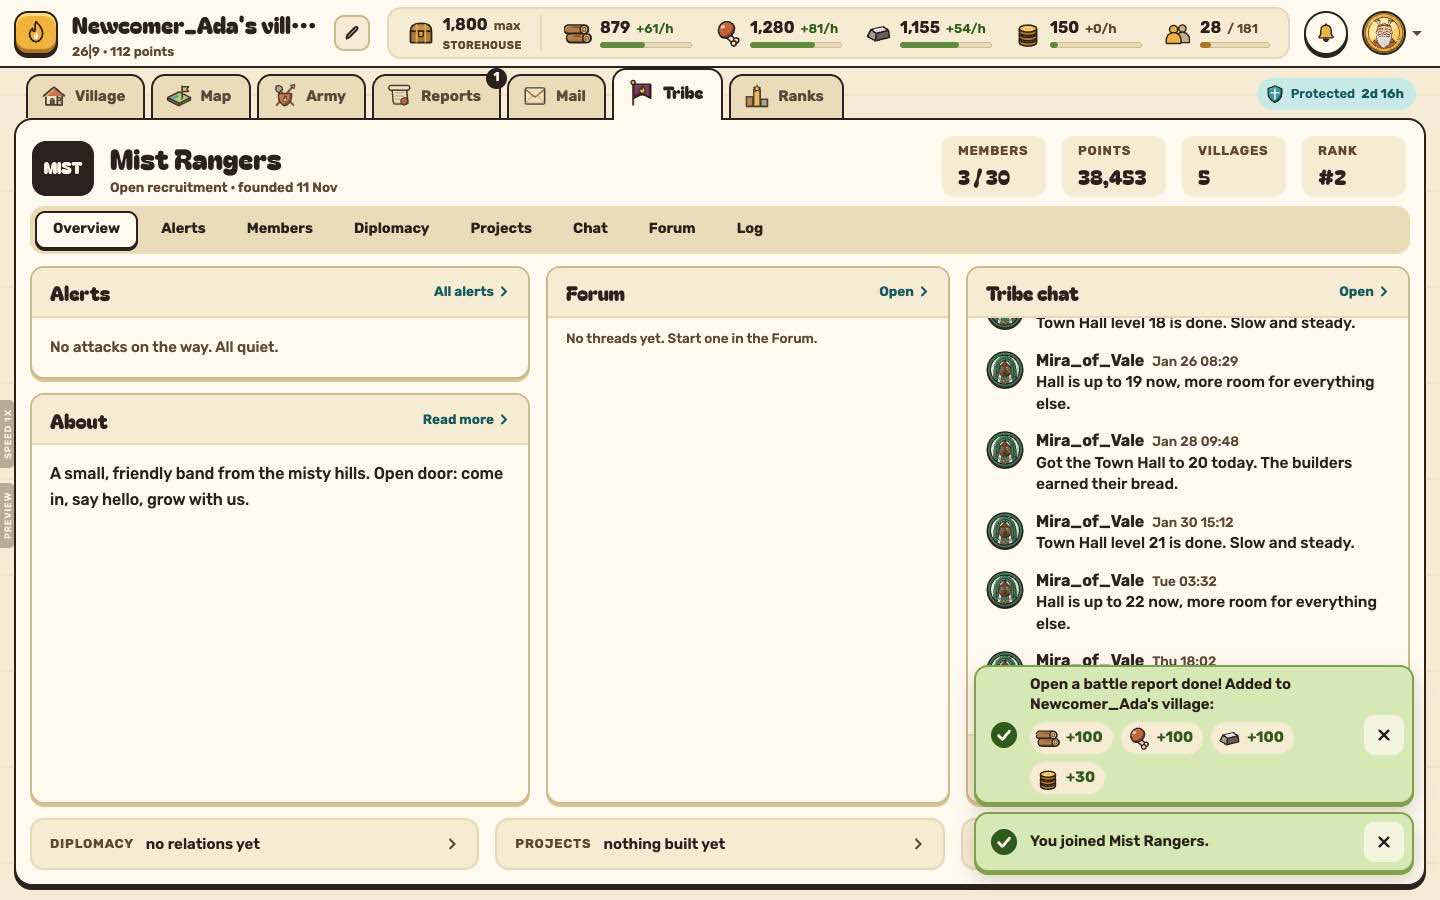 Newcomer_Ada's vill···
26|9 · 112 points
1,800 max
STOREHOUSE
879 +61/h
1,280 +81/h
1,155 +54/h
150 +0/h
28 / 181
Village
Map
Army
Reports
1
Mail
Tribe
Ranks
Protected 2d 16h
MIST
Mist Rangers
Open recruitment · founded 11 Nov
MEMBERS
3 / 30
POINTS
38,453
VILLAGES
5
RANK
#2
Overview
Alerts
Members
Diplomacy
Projects
Chat
Forum
Log
SPEED 1X
PREVIEW
Alerts
All alerts
No attacks on the way. All quiet.
About
Read more
A small, friendly band from the misty hills. Open door: come
in, say hello, grow with us.
Forum
Open
No threads yet. Start one in the Forum.
Tribe chat
Open
Town Hall level 18 is done. Slow and steady.
Mira_of_Vale Jan 26 08:29
Hall is up to 19 now, more room for everything
else.
Mira_of_Vale Jan 28 09:48
Got the Town Hall to 20 today. The builders
earned their bread.
Mira_of_Vale Jan 30 15:12
Town Hall level 21 is done. Slow and steady.
Mira_of_Vale Tue 03:32
Hall is up to 22 now, more room for everything
else.
Mira_of_Vale Thu 18:02
Open a battle report done! Added to
Newcomer_Ada's village:
+100
+100
+100
+30
You joined Mist Rangers.
DIPLOMACY no relations yet
PROJECTS nothing built yet